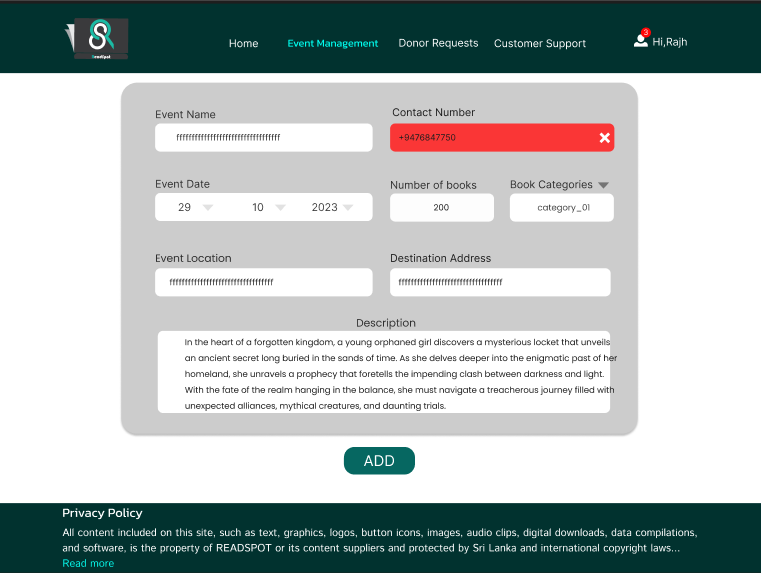 ReadSpot
Home
Event Management
Donor Requests
Customer Support
3
Hi,Rajh
Event Name
Contact Number
ffffffffffffffffffffffffffffffffff
+9476847750
Event Date
Number of books
Book Categories
29
10
2023
200
category_01
Event Location
Destination Address
ffffffffffffffffffffffffffffffffff
ffffffffffffffffffffffffffffffffff
Description
In the heart of a forgotten kingdom, a young orphaned girl discovers a mysterious locket that unveils
an ancient secret long buried in the sands of time. As she delves deeper into the enigmatic past of her
homeland, she unravels a prophecy that foretells the impending clash between darkness and light.
With the fate of the realm hanging in the balance, she must navigate a treacherous journey filled with
unexpected alliances, mythical creatures, and daunting trials.
ADD
Privacy Policy
All content included on this site, such as text, graphics, logos, button icons, images, audio clips, digital downloads, data compilations,
and software, is the property of READSPOT or its content suppliers and protected by Sri Lanka and international copyright laws...
Read more